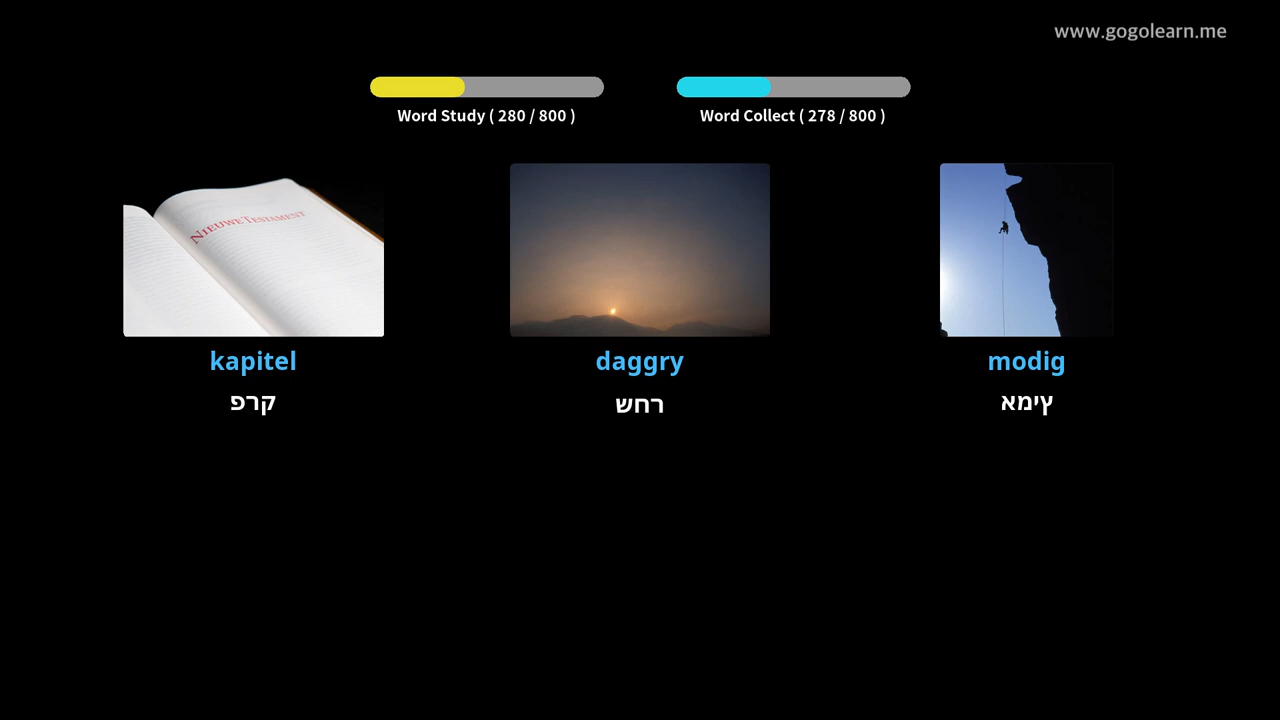 www.gogolearn.me
Word Study ( 280 / 800 )
Word Collect ( 278 / 800 )
kapitel
קרפ
daggry
רחש
modig
ץימא
NIEUWE TESTAMENT